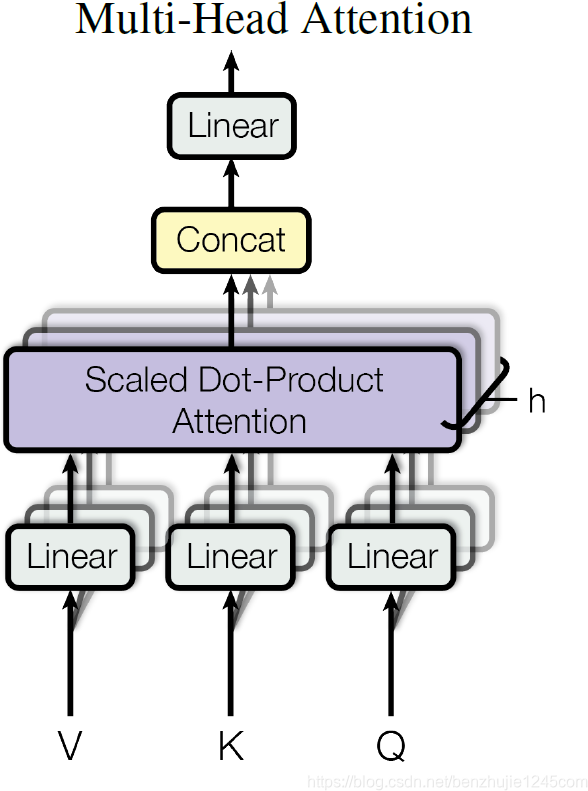 Multi-Head Attention
Linear
Concat
Scaled Dot-Product
Attention
h
Linear Linear Linear
V K Q
https://blog.csdn.net/benzhujie1245com